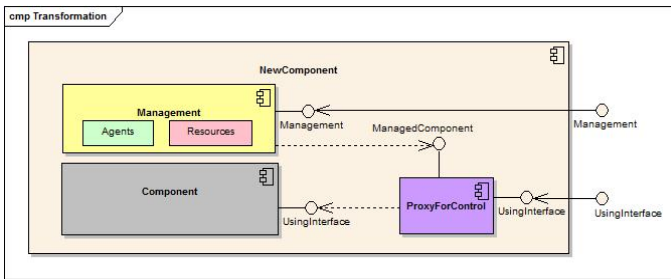 cmp Transformation
NewComponent
Management
Agents
Resources
Management
ManagedComponent
Management
Component
UsingInterface
ProxyForControl
UsingInterface
UsingInterface